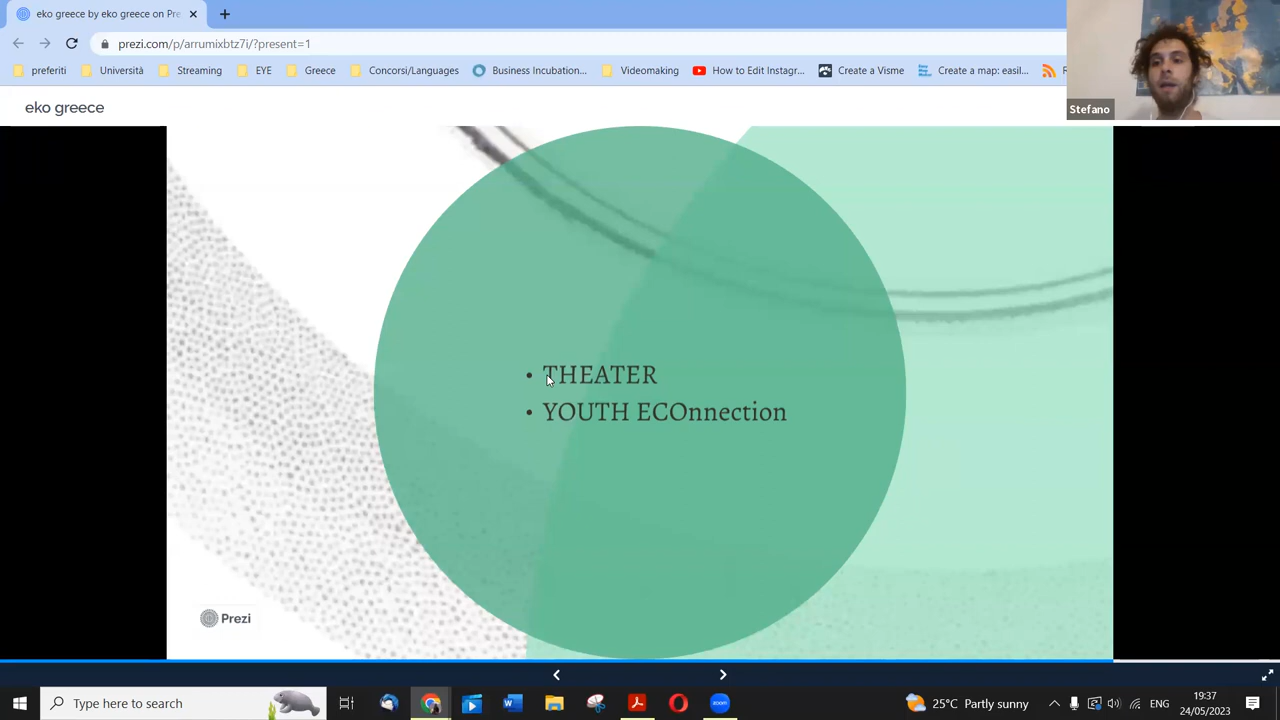 eko greece by eko greece on Pre
prezi.com/p/arrumixbtz7i/?present=1
preferiti
Università
Streaming
EYE
Greece
Concorsi/Languages
Business Incubation...
Videomaking
How to Edit Instagr...
Create a Visme
Create a map: easil...
Stefano
eko greece
• THEATER
• YOUTH ECOnnection
Prezi
Type here to search
zoom
25°C Partly sunny
ENG
19:37
24/05/2023